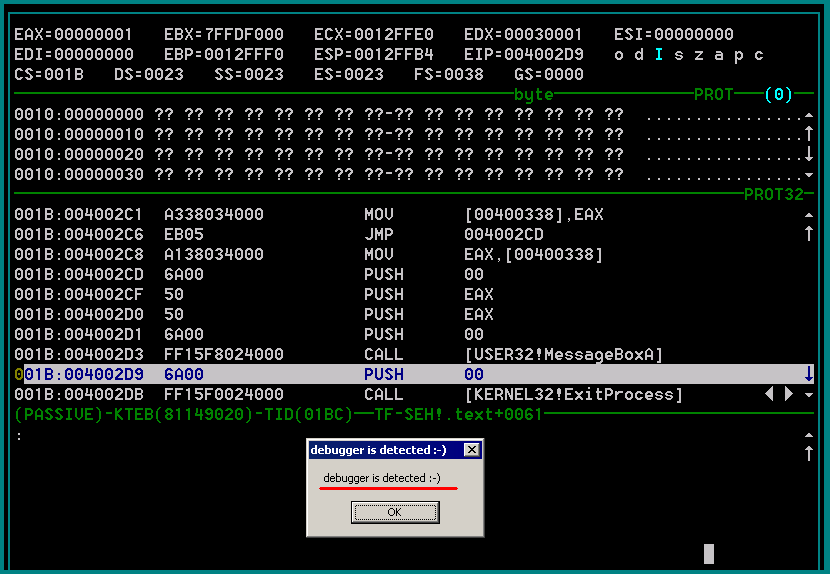 EAX=00000001 EBX=7FFDF000 ECX=0012FFE0 EDX=00030001 ESI=00000000
EDI=00000000 EBP=0012FFF0 ESP=0012FFB4 EIP=004002D9 o d I s z a p c
CS=001B DS=0023 SS=0023 ES=0023 FS=0038 GS=0000
byte PROT (0)
0010:00000000 ?? ?? ?? ?? ?? ?? ?? ??-?? ?? ?? ?? ?? ?? ?? ?? ................
0010:00000010 ?? ?? ?? ?? ?? ?? ?? ??-?? ?? ?? ?? ?? ?? ?? ?? ................
0010:00000020 ?? ?? ?? ?? ?? ?? ?? ??-?? ?? ?? ?? ?? ?? ?? ?? ................
0010:00000030 ?? ?? ?? ?? ?? ?? ?? ??-?? ?? ?? ?? ?? ?? ?? ?? ................
PROT32
001B:004002C1 A338034000 MOV [00400338],EAX
001B:004002C6 EB05 JMP 004002CD
001B:004002C8 A138034000 MOV EAX,[00400338]
001B:004002CD 6A00 PUSH 00
001B:004002CF 50 PUSH EAX
001B:004002D0 50 PUSH EAX
001B:004002D1 6A00 PUSH 00
001B:004002D3 FF15F8024000 CALL [USER32!MessageBoxA]
001B:004002D9 6A00 PUSH 00
001B:004002DB FF15F0024000 CALL [KERNEL32!ExitProcess]
(PASSIVE)-KTEB(81149020)-TID(01BC)—TF-SEH!.text+0061
:
debugger is detected :-)
debugger is detected :-)
OK